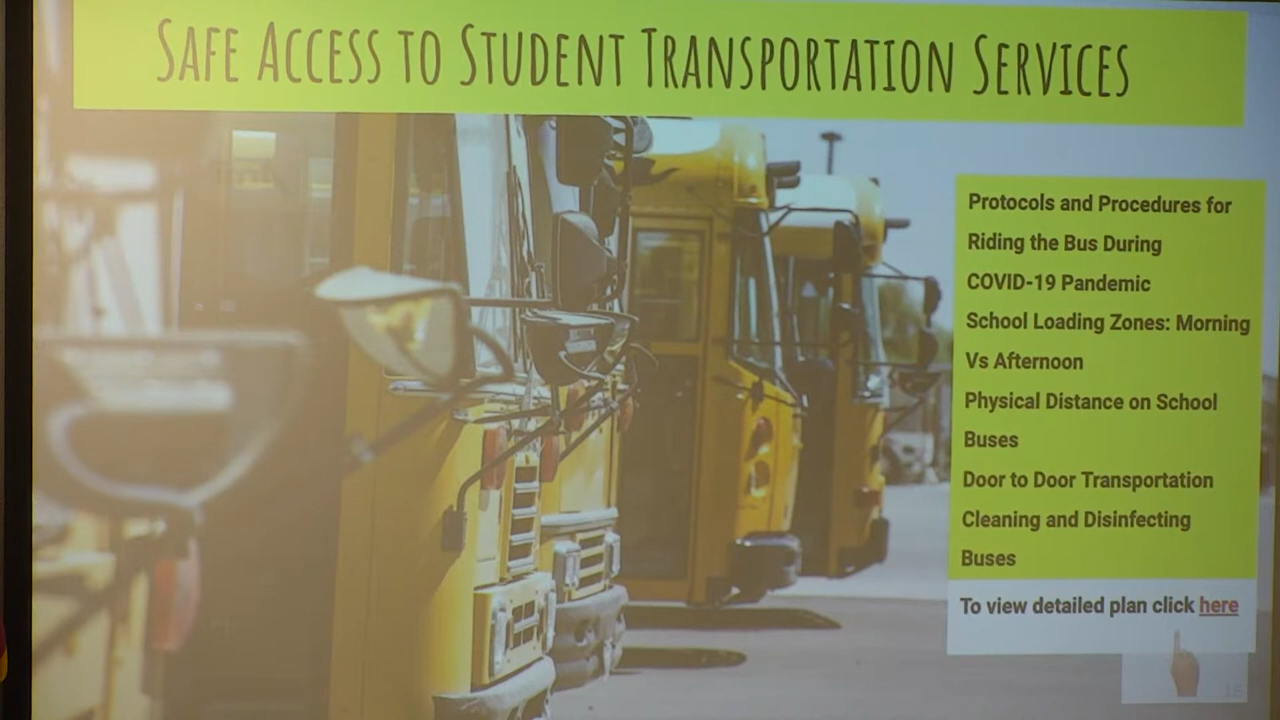 SAFE ACCESS TO STUDENT TRANSPORTATION SERVICES
Protocols and Procedures for
Riding the Bus During
COVID-19 Pandemic
School Loading Zones: Morning
Vs Afternoon
Physical Distance on School
Buses
Door to Door Transportation
Cleaning and Disinfecting
Buses
To view detailed plan click here